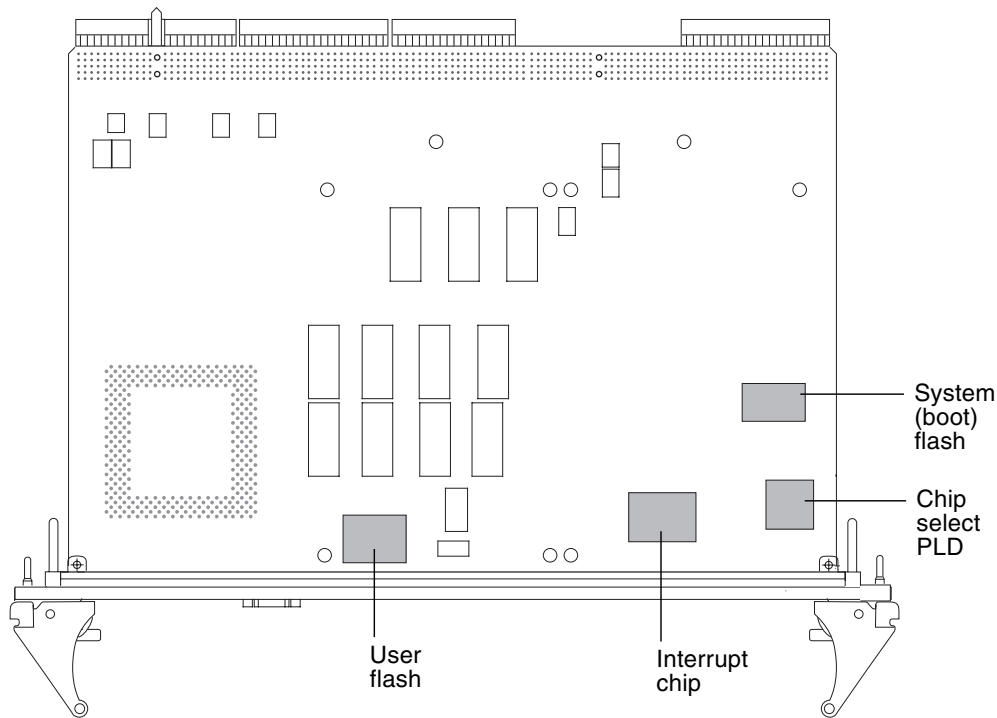 System
(boot)
flash
Chip
select
PLD
User
flash
Interrupt
chip